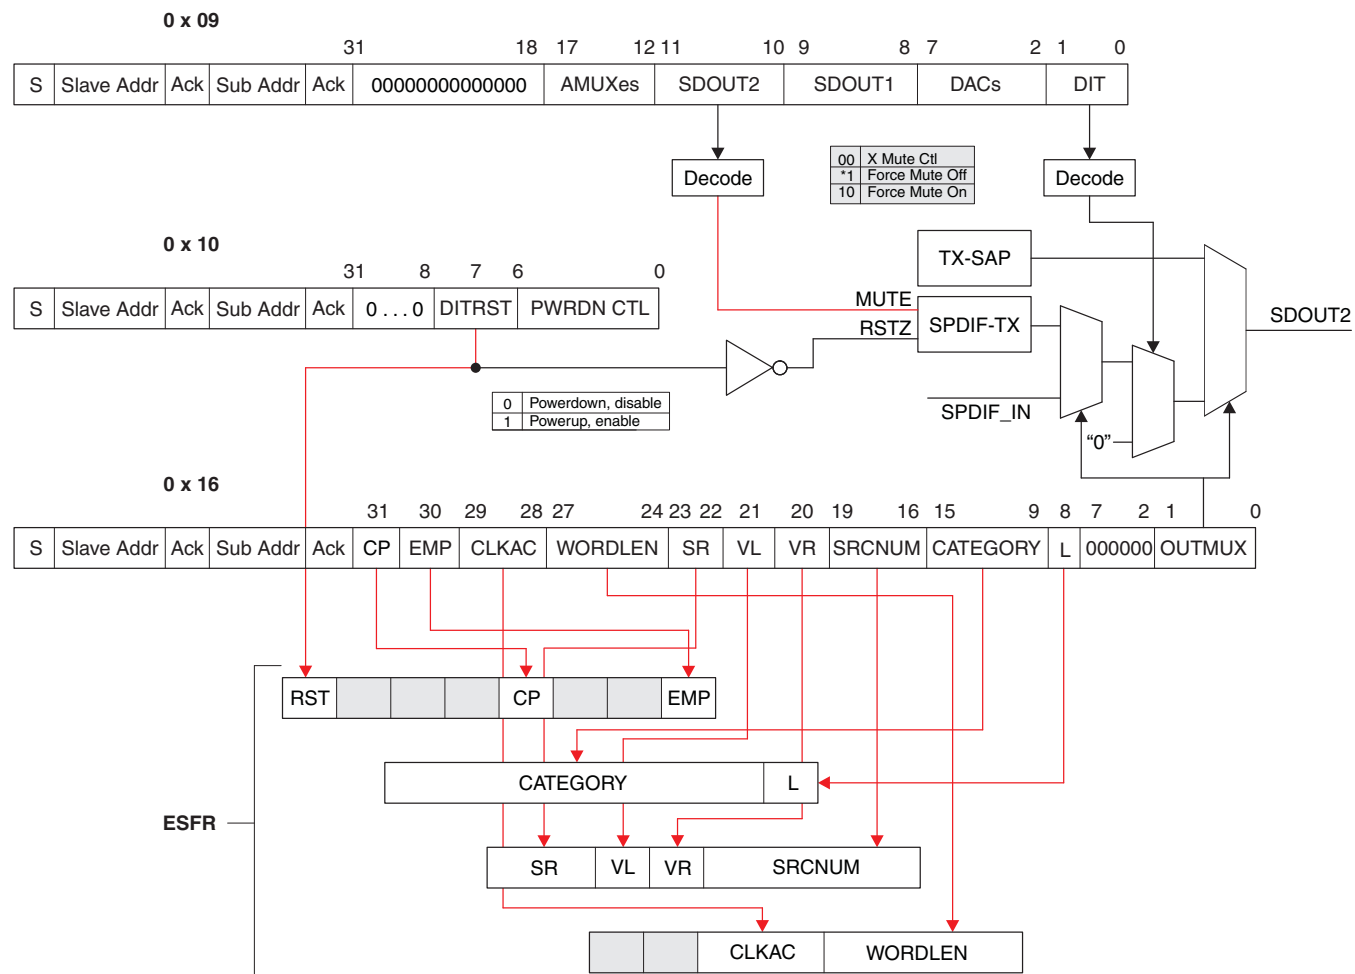 0 x 09
31 18 17 12 11 10 9 8 7 2 1 0
S Slave Addr Ack Sub Addr Ack 00000000000000 AMUXes SDOUT2 SDOUT1 DACs DIT
Decode
00 X Mute Ctl
*1 Force Mute Off
10 Force Mute On
Decode
0 x 10
31 8 7 6 0
S Slave Addr Ack Sub Addr Ack 0 . . . 0 DITRST PWRDN CTL
TX-SAP
MUTE
RSTZ
SPDIF-TX
SDOUT2
SPDIF_IN
"0"
0 Powerdown, disable
1 Powerup, enable
0 x 16
31 30 29 28 27 24 23 22 21 20 19 16 15 9 8 7 2 1 0
S Slave Addr Ack Sub Addr Ack CP EMP CLKAC WORDLEN SR VL VR SRCNUM CATEGORY L 000000 OUTMUX
RST CP EMP
CATEGORY L
ESFR
SR VL VR SRCNUM
CLKAC WORDLEN